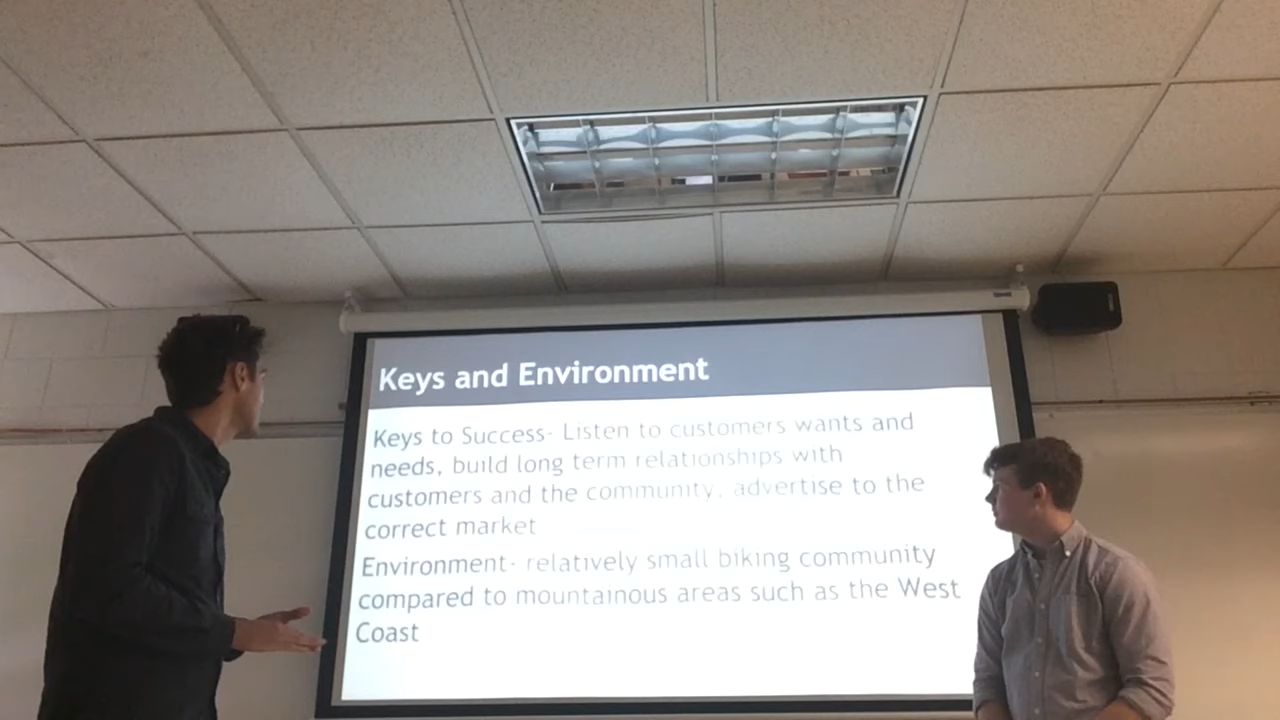 Keys and Environment
Keys to Success- Listen to customers wants and
needs, build long term relationships with
customers and the community, advertise to the
correct market
Environment- relatively small biking community
compared to mountainous areas such as the West
Coast